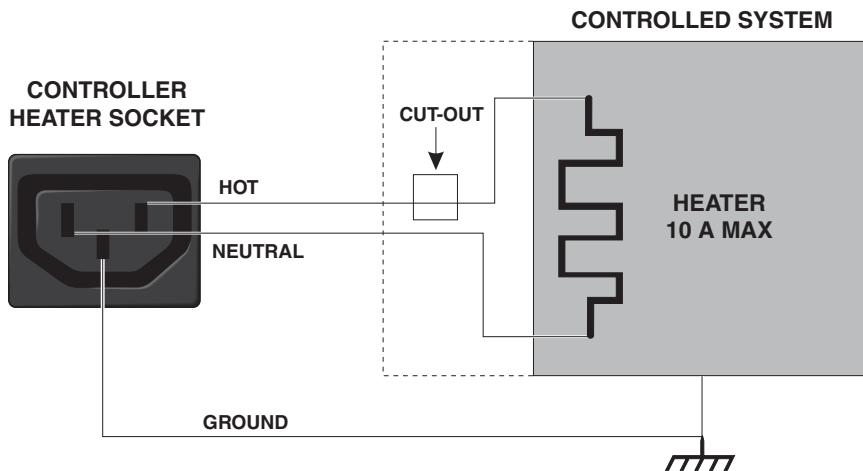 CONTROLLED SYSTEM
CONTROLLER
HEATER SOCKET
CUT-OUT
HOT
HEATER
10 A MAX
NEUTRAL
GROUND